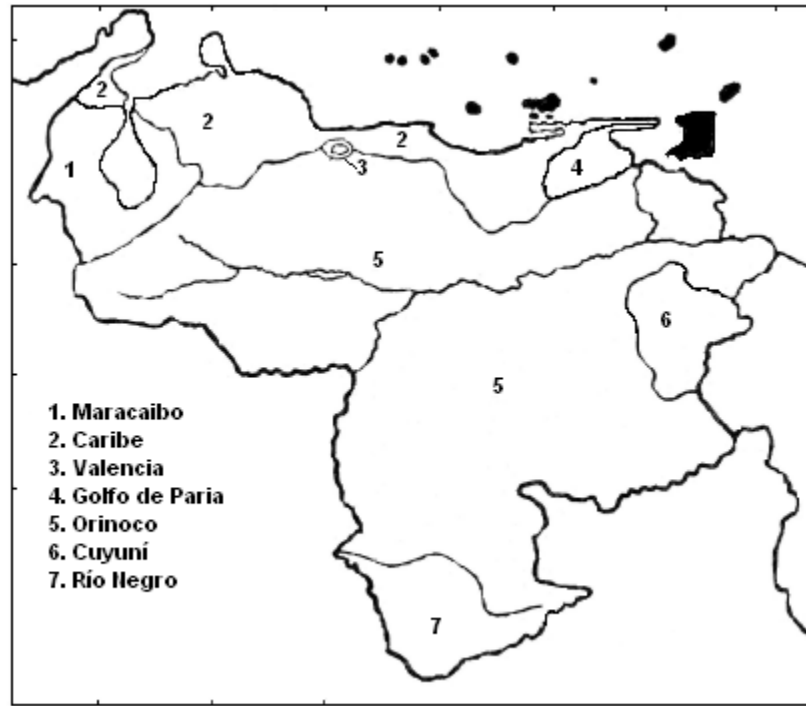 2
2
2
1
3
4
5
6
5
1. Maracaibo
2. Caribe
3. Valencia
4. Golfo de Paria
5. Orinoco
6. Cuyuní
7. Río Negro
7